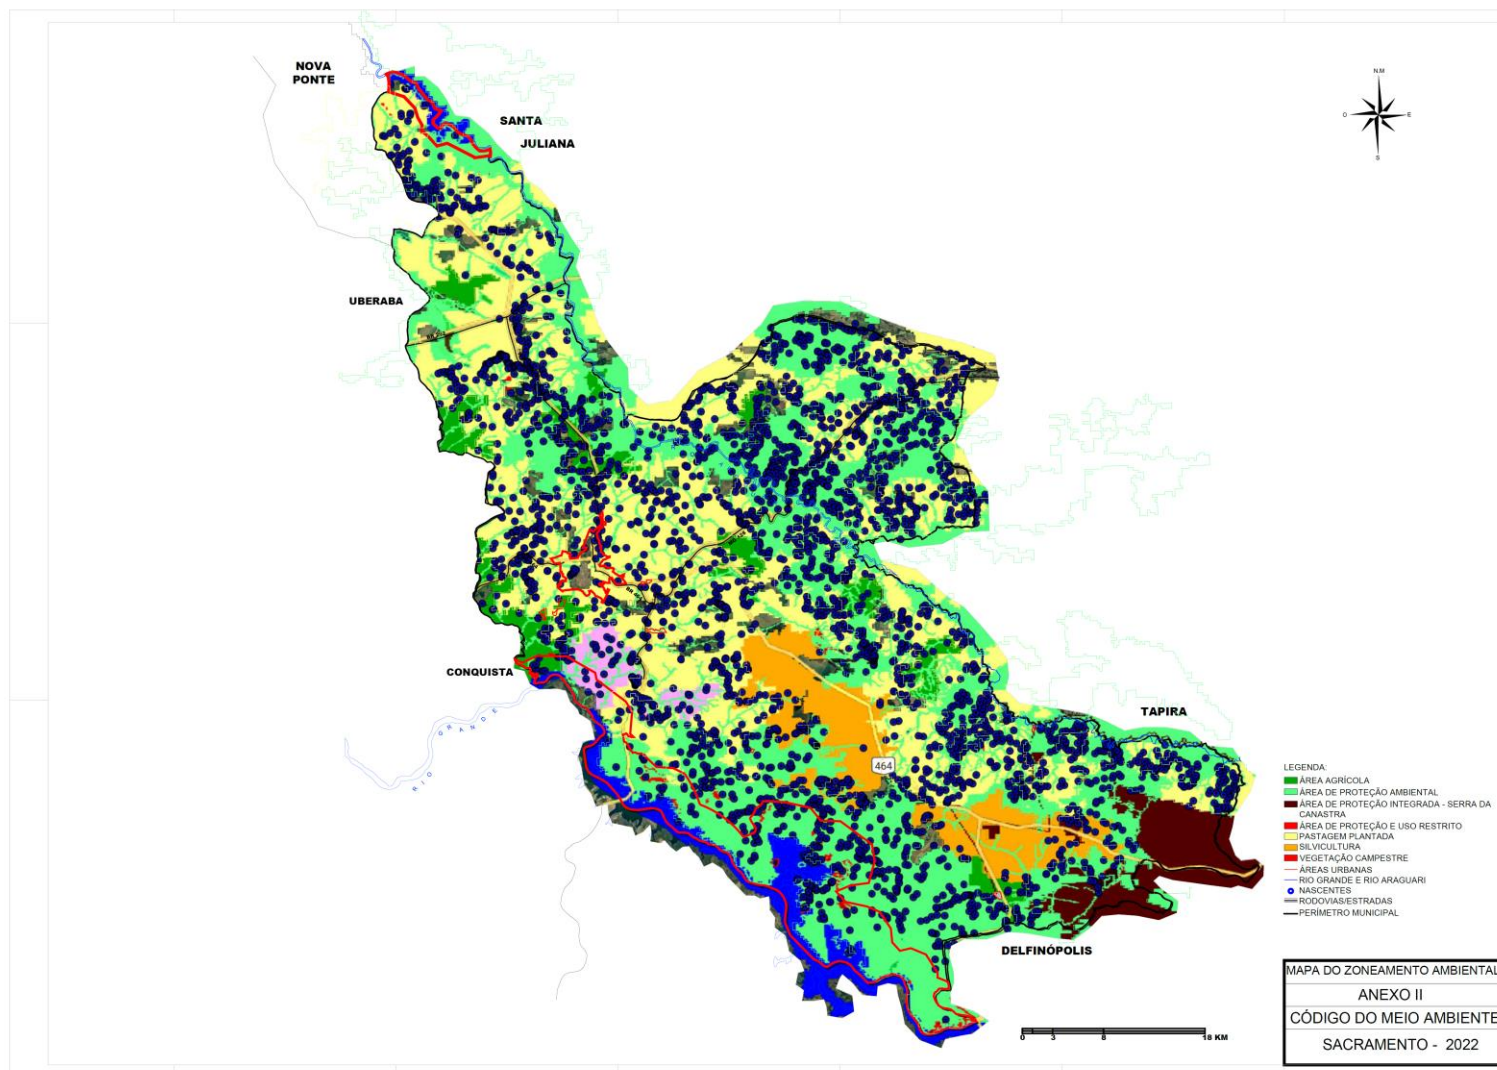 NOVA
PONTE
N.M
O
E
S
SANTA
JULIANA
UBERABA
CONQUISTA
RIO GRANDE
464
TAPIRA
DELFINÓPOLIS
LEGENDA:
ÁREA AGRÍCOLA
ÁREA DE PROTEÇÃO AMBIENTAL
ÁREA DE PROTEÇÃO INTEGRADA - SERRA DA
CANASTRA
ÁREA DE PROTEÇÃO E USO RESTRITO
PASTAGEM PLANTADA
SILVICULTURA
VEGETAÇÃO CAMPESTRE
ÁREAS URBANAS
RIO GRANDE E RIO ARAGUARI
NASCENTES
RODOVIAS/ESTRADAS
PERÍMETRO MUNICIPAL
MAPA DO ZONEAMENTO AMBIENTAL
ANEXO II
CÓDIGO DO MEIO AMBIENTE
SACRAMENTO - 2022
0 3 8 18 KM